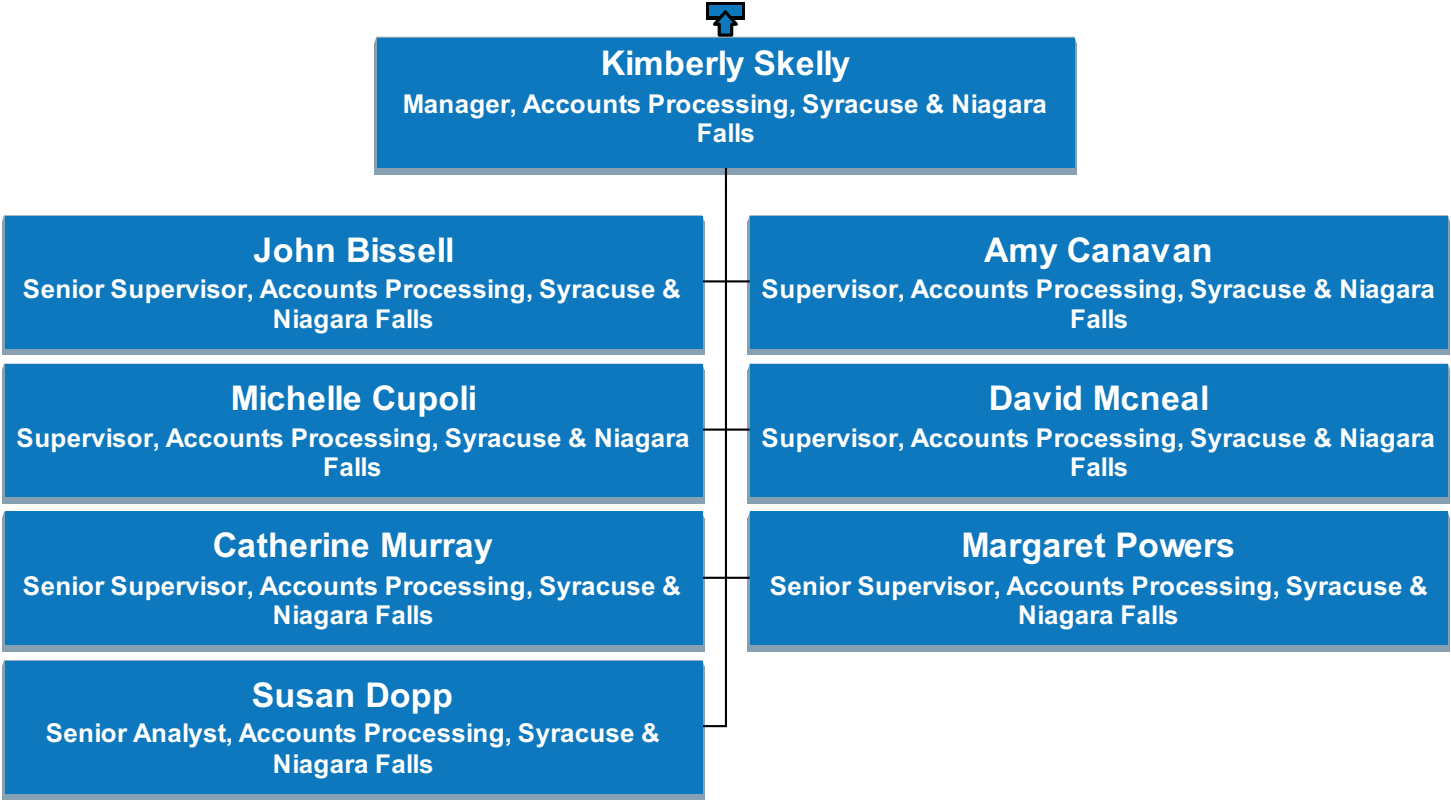 Kimberly Skelly
Manager, Accounts Processing, Syracuse & Niagara
Falls
John Bissell
Senior Supervisor, Accounts Processing, Syracuse &
Niagara Falls
Amy Canavan
Supervisor, Accounts Processing, Syracuse & Niagara
Falls
Michelle Cupoli
Supervisor, Accounts Processing, Syracuse & Niagara
Falls
David Mcneal
Supervisor, Accounts Processing, Syracuse & Niagara
Falls
Catherine Murray
Senior Supervisor, Accounts Processing, Syracuse &
Niagara Falls
Margaret Powers
Senior Supervisor, Accounts Processing, Syracuse &
Niagara Falls
Susan Dopp
Senior Analyst, Accounts Processing, Syracuse &
Niagara Falls